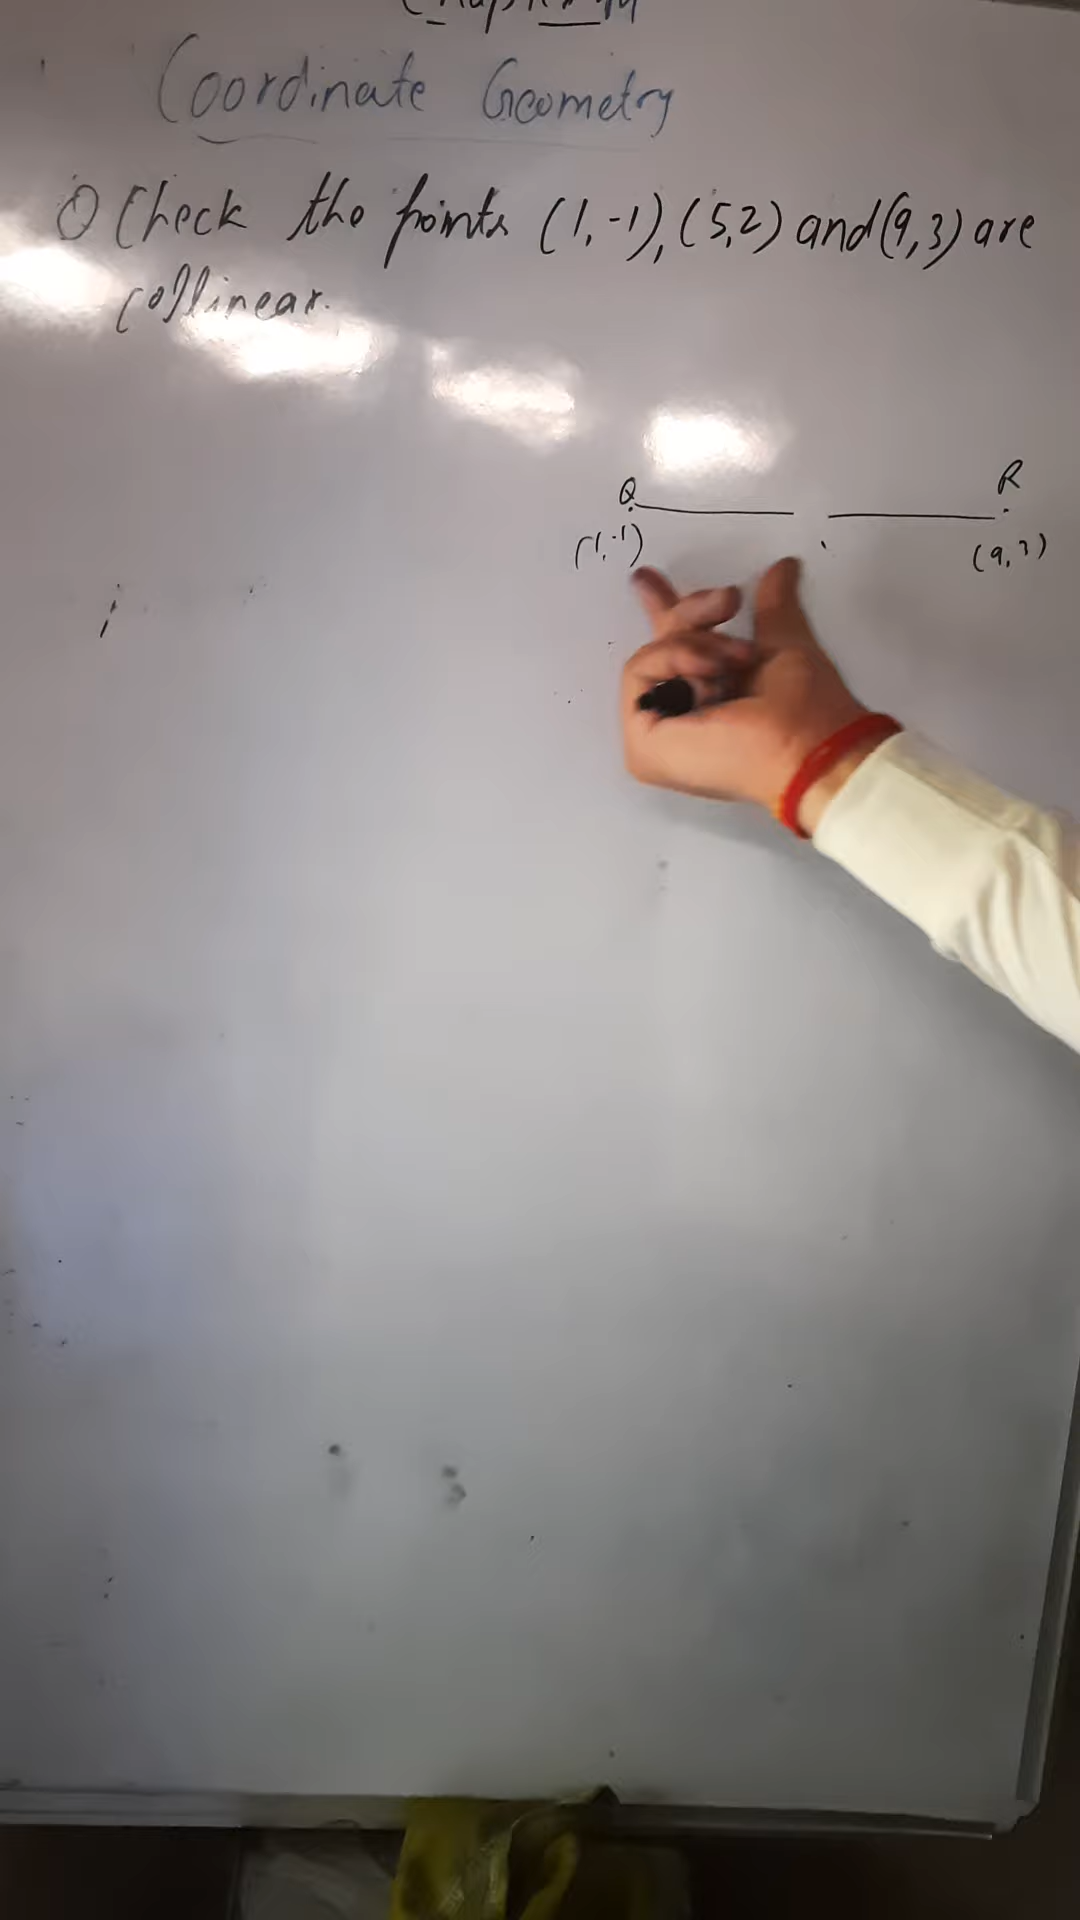 Coordinate Geometry
Q Check the points (1,-1), (5,2) and (9,3) are
collinear.
Q R
(1,-1) (9,3)